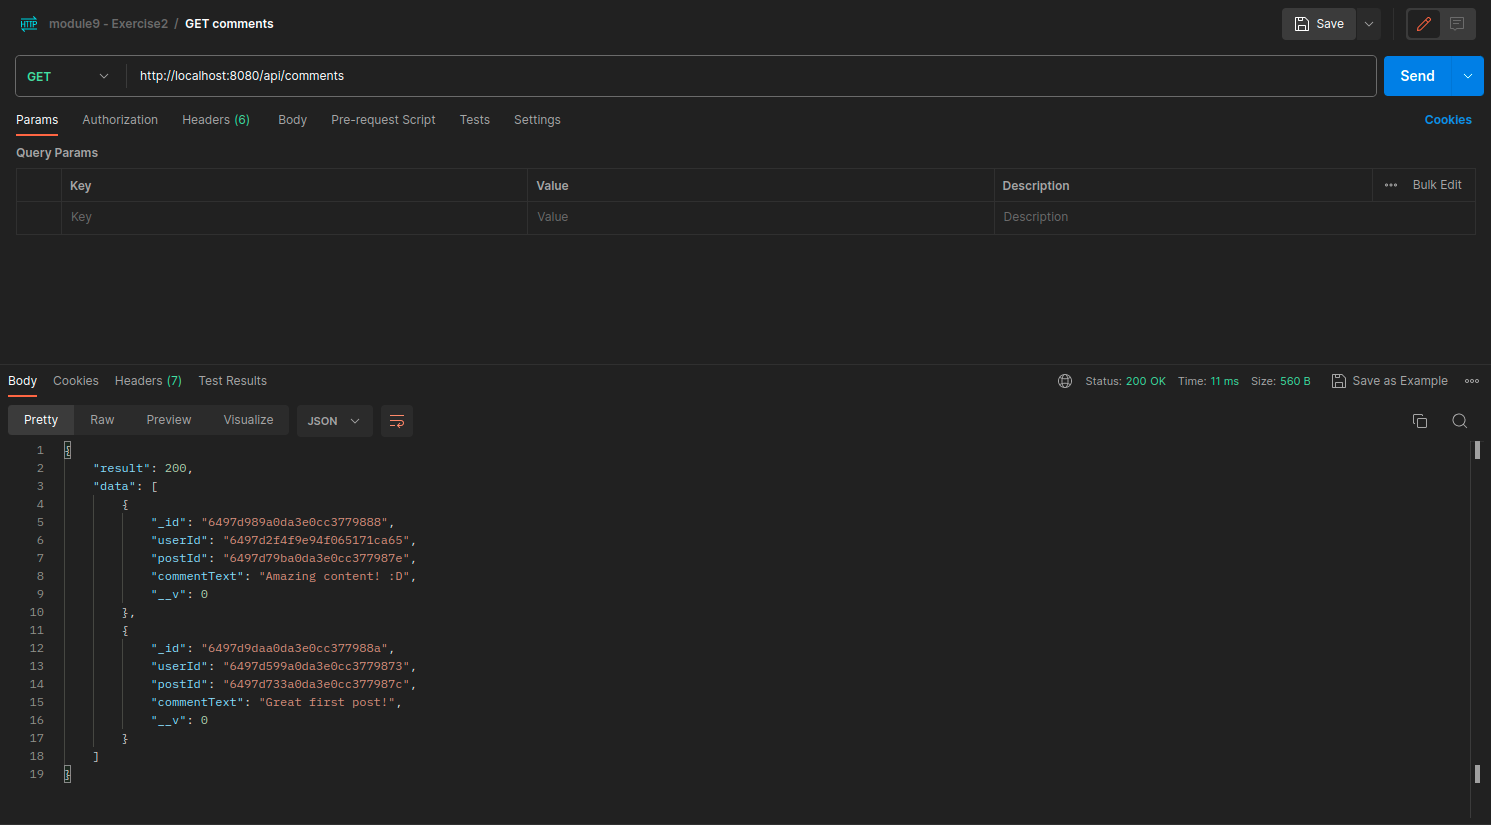 HTTP module9 - Exercise2 / GET comments Save
GET http://localhost:8080/api/comments Send
Params Authorization Headers (6) Body Pre-request Script Tests Settings Cookies
Query Params
Key Value Description ••• Bulk Edit
Key Value Description
Body Cookies Headers (7) Test Results Status: 200 OK Time: 11 ms Size: 560 B Save as Example •••
Pretty Raw Preview Visualize JSON
1 {
2 "result": 200,
3 "data": [
4 {
5 "_id": "6497d989a0da3e0cc3779888",
6 "userId": "6497d2f4f9e94f065171ca65",
7 "postId": "6497d79ba0da3e0cc377987e",
8 "commentText": "Amazing content! :D",
9 "__v": 0
10 },
11 {
12 "_id": "6497d9daa0da3e0cc377988a",
13 "userId": "6497d599a0da3e0cc3779873",
14 "postId": "6497d733a0da3e0cc377987c",
15 "commentText": "Great first post!",
16 "__v": 0
17 }
18 ]
19 }